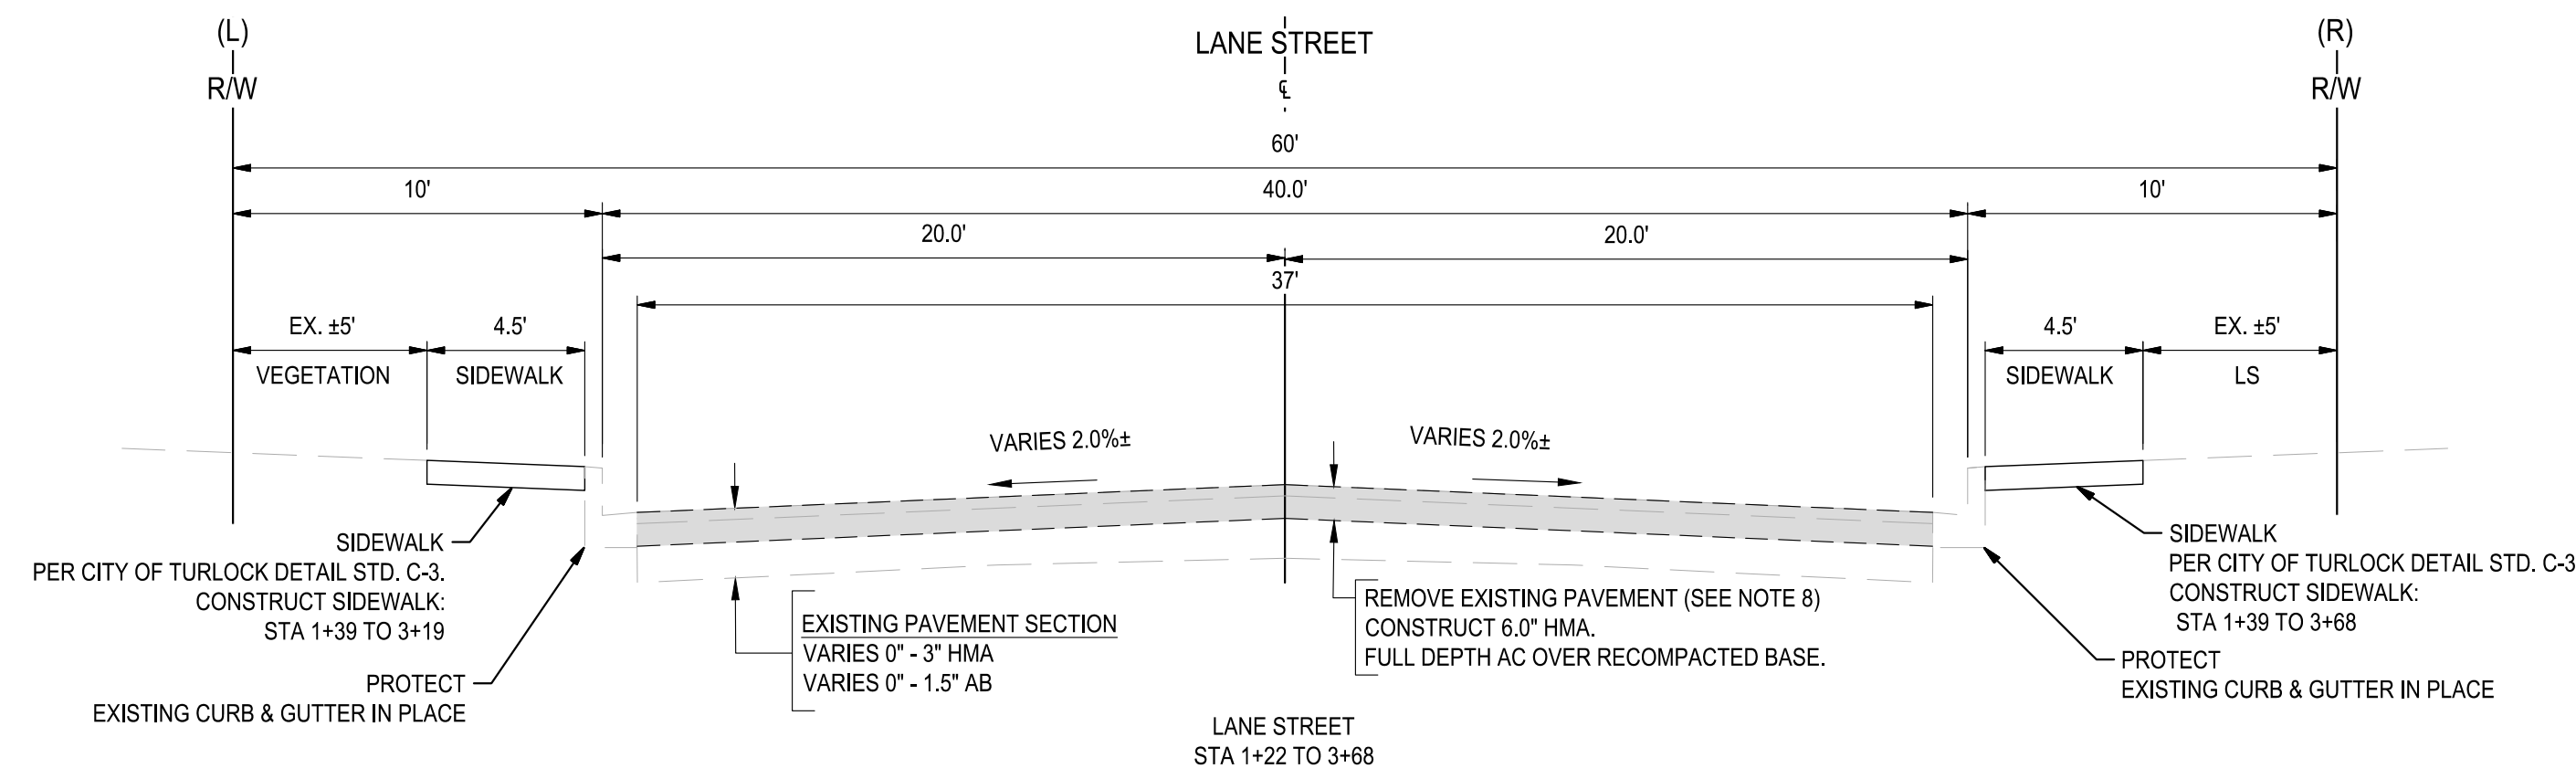 (L)
LANE STREET
(R)
R/W
℄
R/W
60'
10'
40.0'
10'
20.0'
20.0'
37'
EX. ±5'
4.5'
4.5'
EX. ±5'
VEGETATION
SIDEWALK
SIDEWALK
LS
VARIES 2.0%±
VARIES 2.0%±
SIDEWALK
PER CITY OF TURLOCK DETAIL STD. C-3.
CONSTRUCT SIDEWALK:
STA 1+39 TO 3+19
PROTECT
EXISTING CURB & GUTTER IN PLACE
EXISTING PAVEMENT SECTION
VARIES 0" - 3" HMA
VARIES 0" - 1.5" AB
REMOVE EXISTING PAVEMENT (SEE NOTE 8)
CONSTRUCT 6.0" HMA.
FULL DEPTH AC OVER RECOMPACTED BASE.
SIDEWALK
PER CITY OF TURLOCK DETAIL STD. C-3
CONSTRUCT SIDEWALK:
STA 1+39 TO 3+68
PROTECT
EXISTING CURB & GUTTER IN PLACE
LANE STREET
STA 1+22 TO 3+68